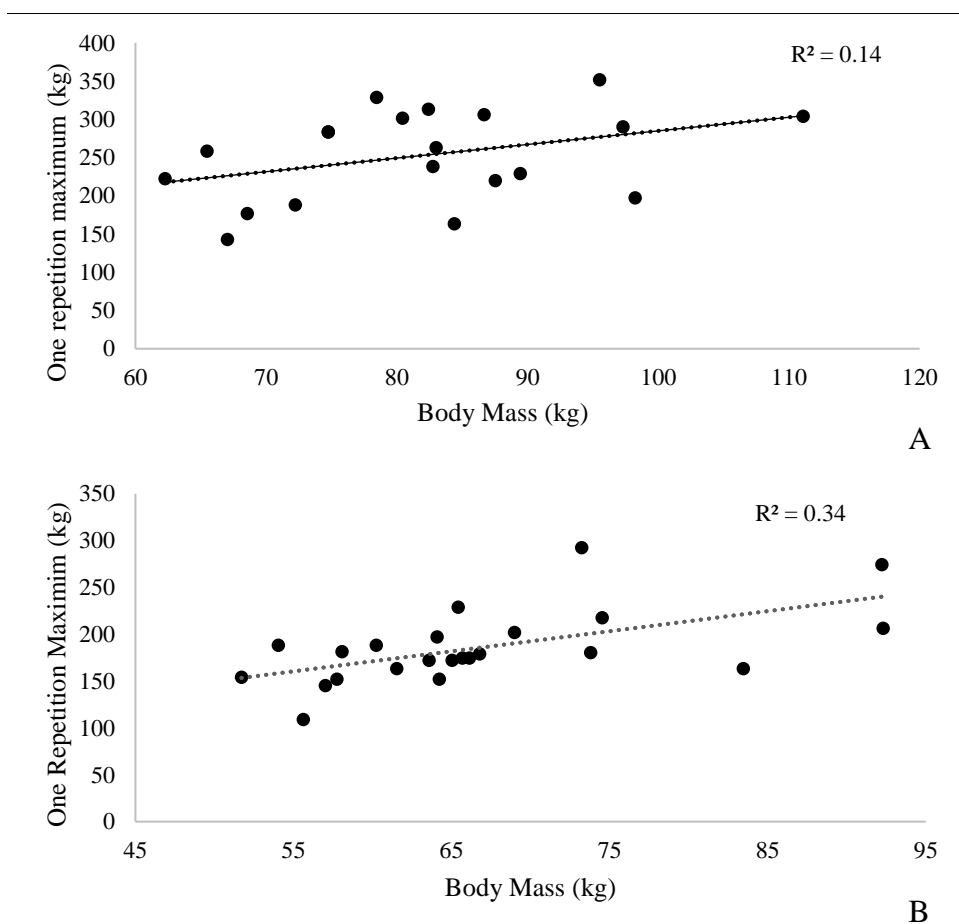 400
350
300
250
200
150
100
50
0
One repetition maximum (kg)
R² = 0.14
60 70 80 90 100 110 120
Body Mass (kg)
A
350
300
250
200
150
100
50
0
One Repetition Maximim (kg)
R² = 0.34
45 55 65 75 85 95
Body Mass (kg)
B